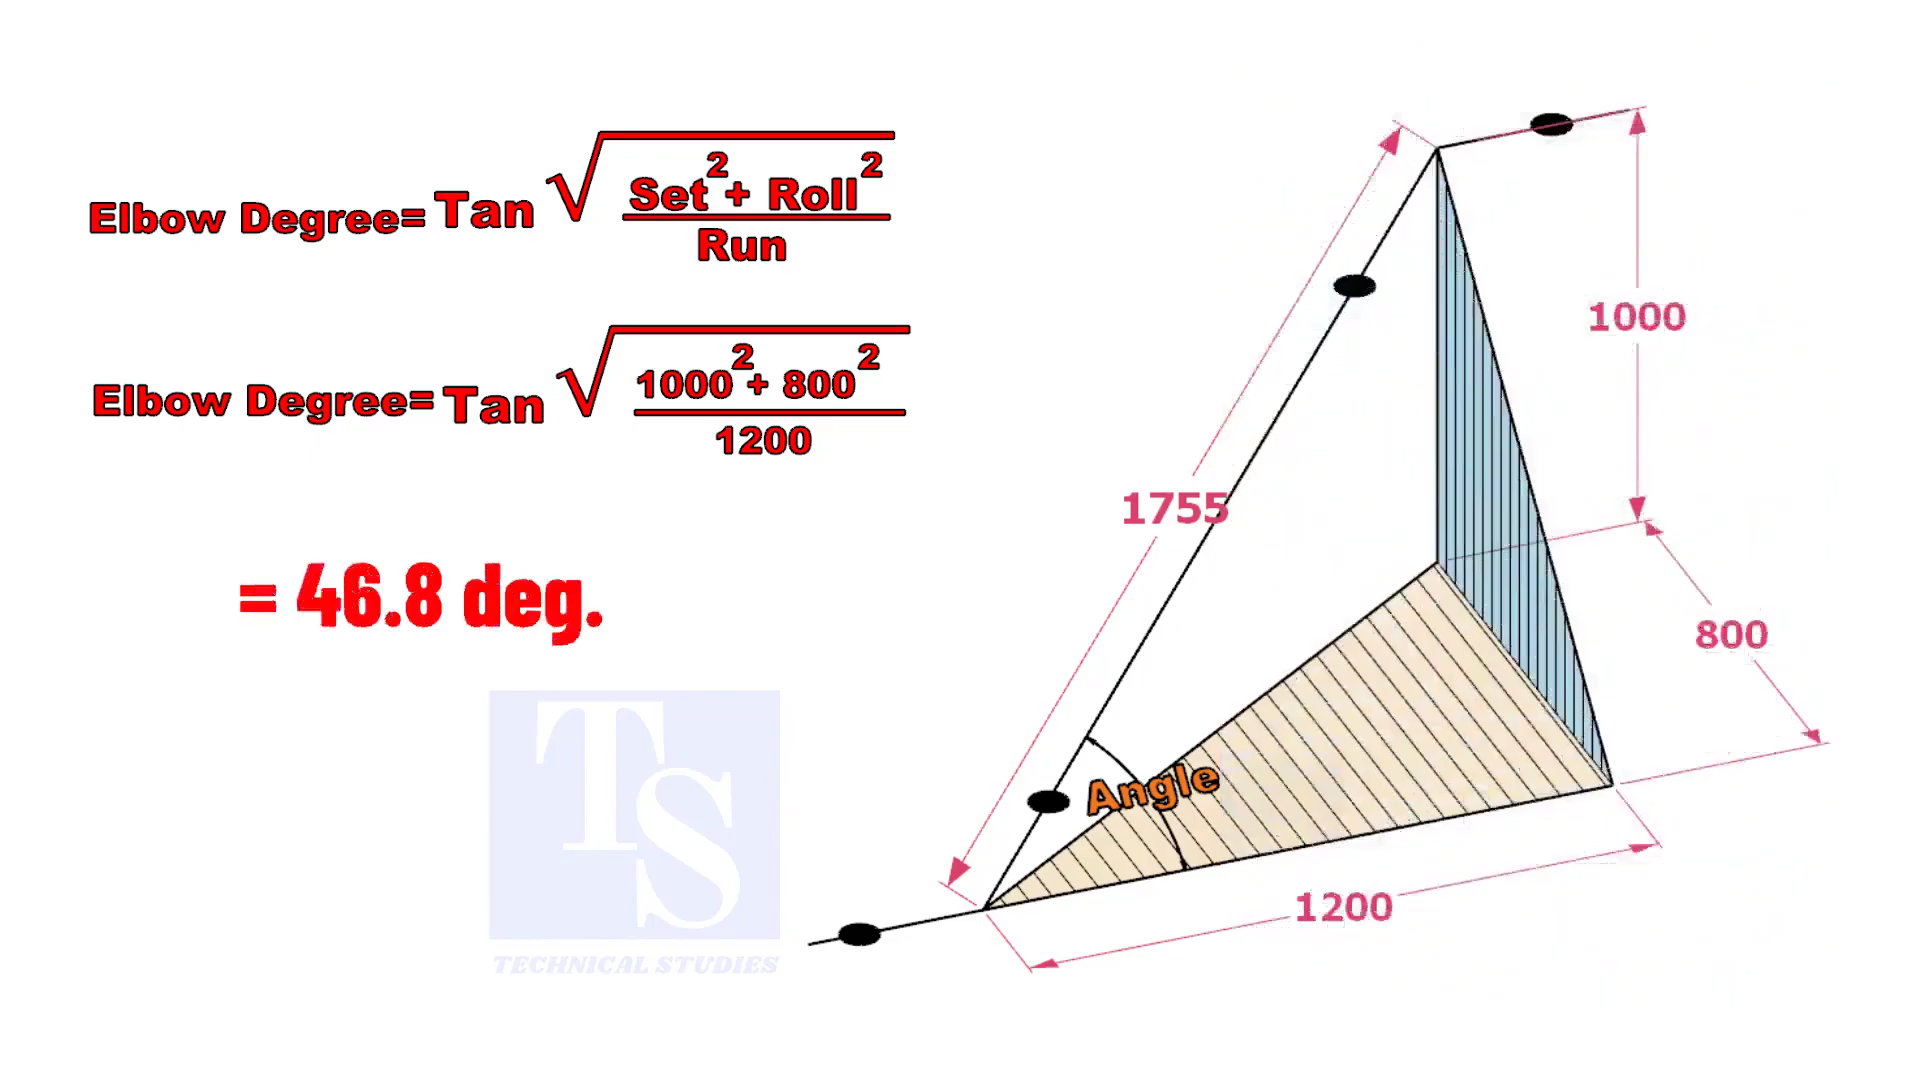 Elbow Degree= Tan √ Set²+ Roll²
Run
Elbow Degree= Tan √ 1000²+ 800²
1200
= 46.8 deg.
1000
1755
800
Angle
1200
TS
TECHNICAL STUDIES